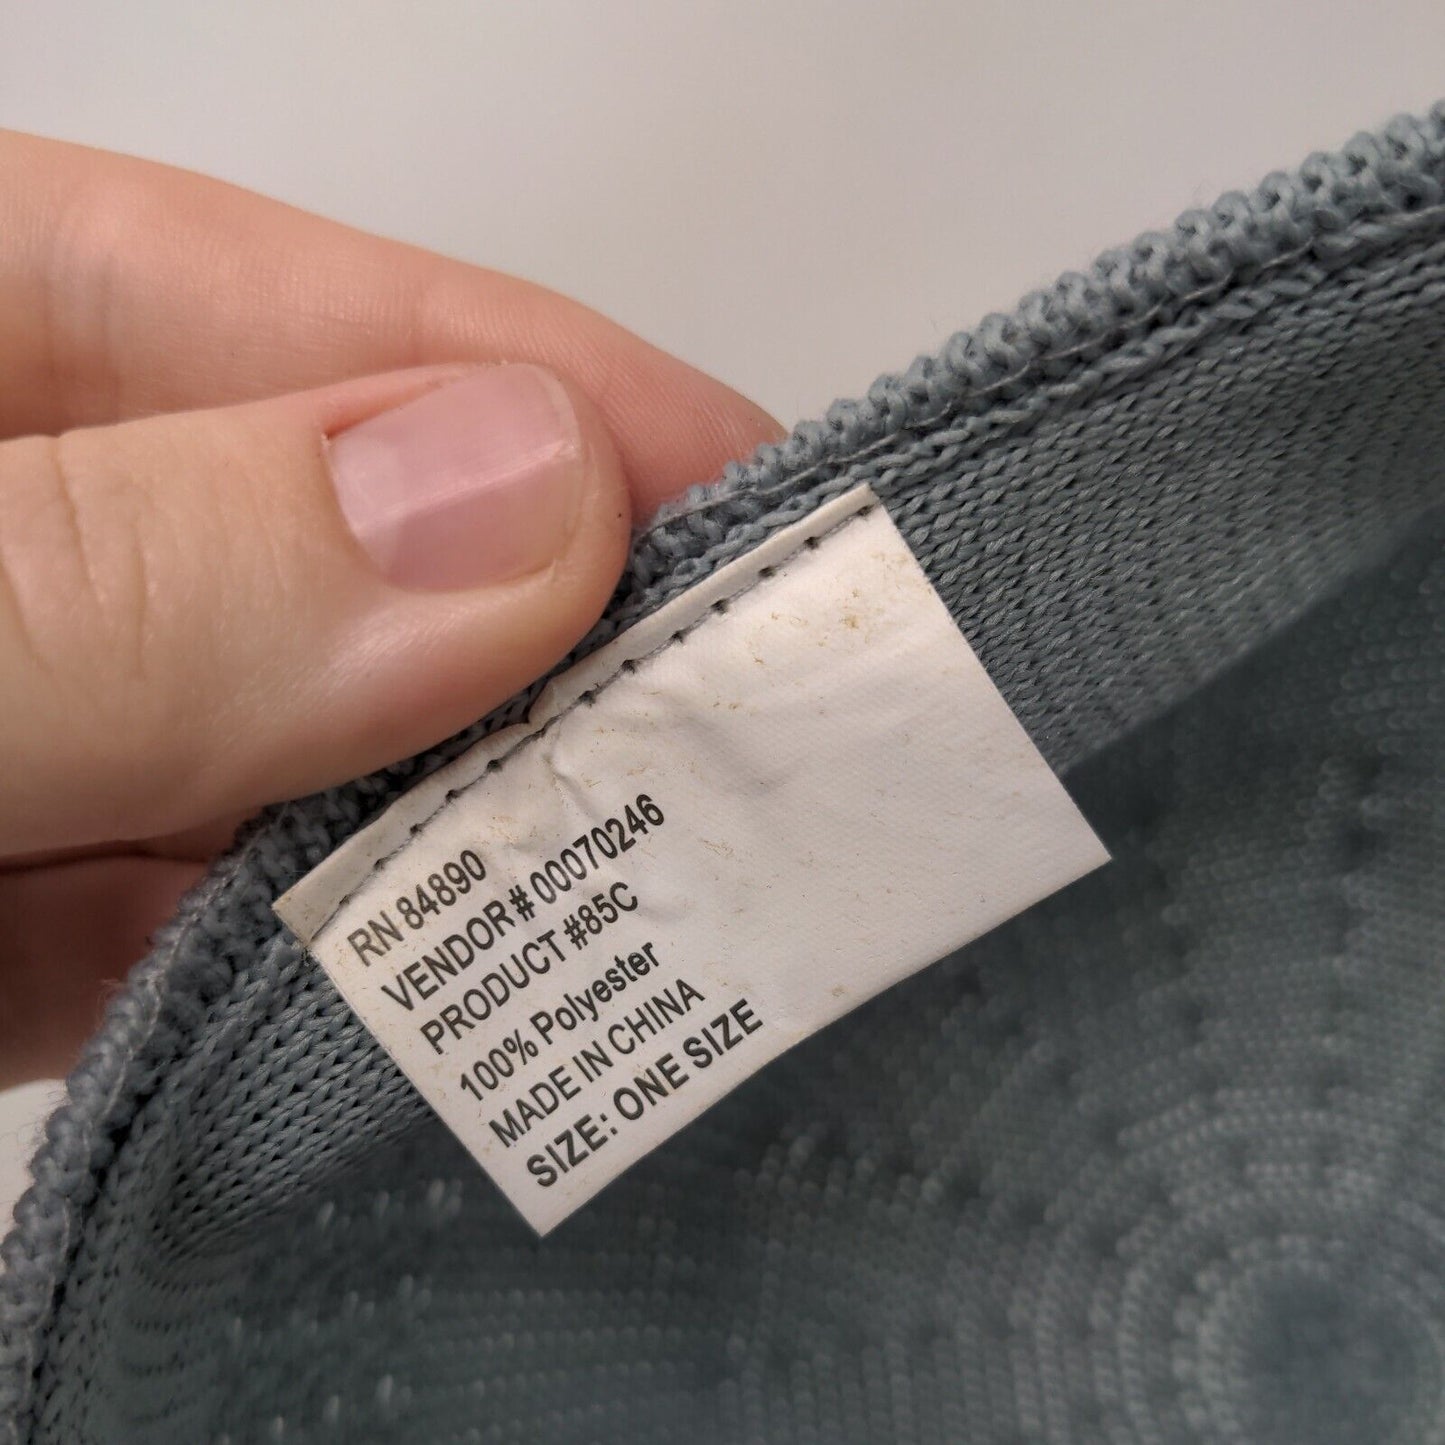 RN 84890
VENDOR# 00070246
PRODUCT #85C
100% Polyester
MADE IN CHINA
SIZE: ONE SIZE